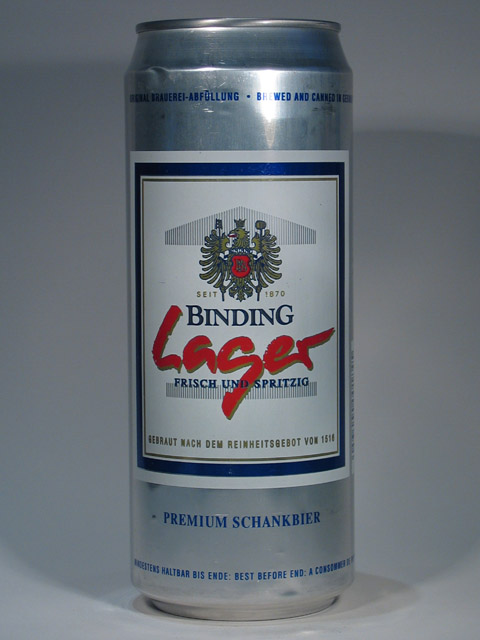 ORIGINAL BRAUEREI-ABFÜLLUNG • BREWED AND CANNED IN
SEIT 1870
BINDING
Lager
FRISCH UND SPRITZIG
GEBRAUT NACH DEM REINHEITSGEBOT VON 1516
PREMIUM SCHANKBIER
MINDESTENS HALTBAR BIS ENDE: BEST BEFORE END: A CONSOMMER